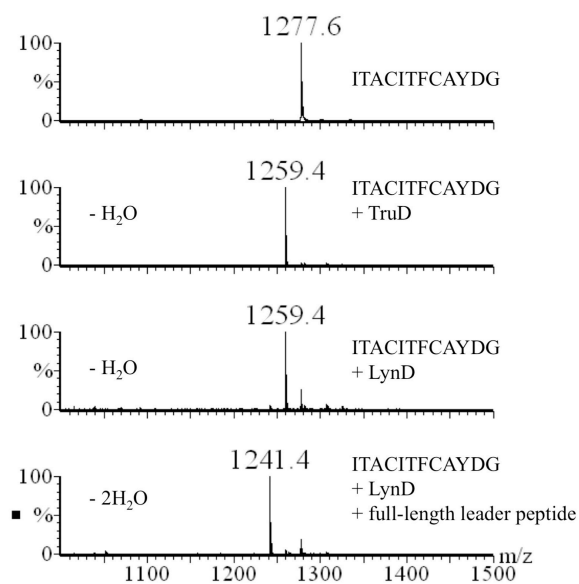 1277.6
100
%
0
ITACITFCAYDG
1259.4
100
%
0
- H₂O
ITACITFCAYDG
+ TruD
1259.4
100
%
0
- H₂O
ITACITFCAYDG
+ LynD
1241.4
100
%
0
- 2H₂O
ITACITFCAYDG
+ LynD
+ full-length leader peptide
m/z
1100 1200 1300 1400 1500